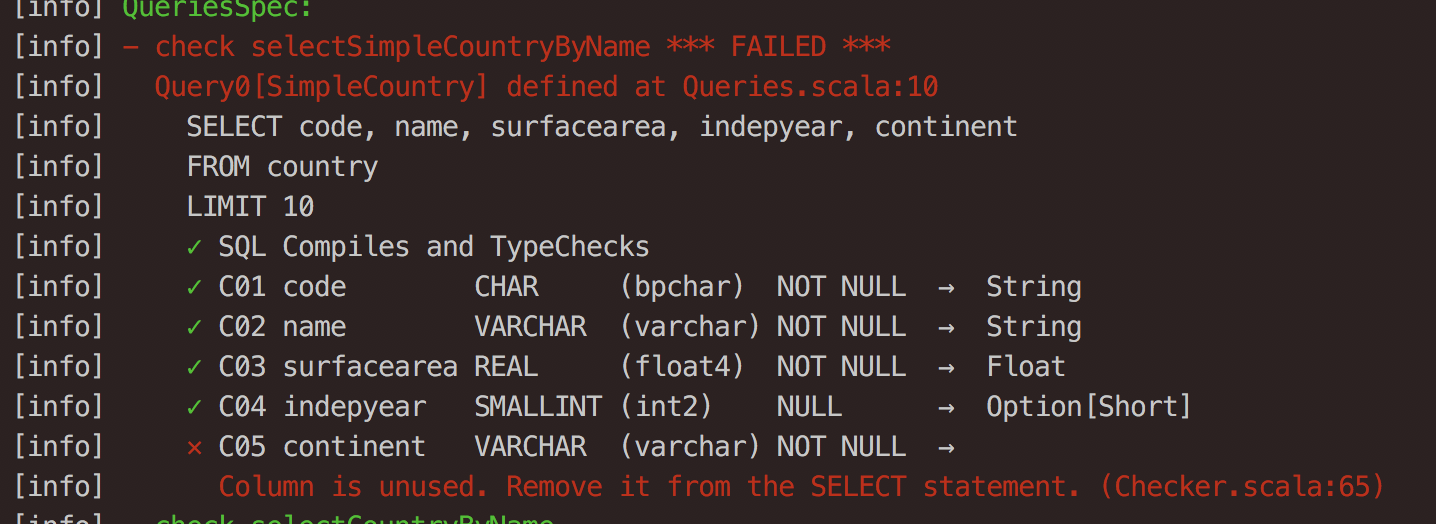 [info] QueriesSpec:
[info] - check selectSimpleCountryByName *** FAILED ***
[info]   Query0[SimpleCountry] defined at Queries.scala:10
[info]     SELECT code, name, surfacearea, indepyear, continent
[info]     FROM country
[info]     LIMIT 10
[info]     ✓ SQL Compiles and TypeChecks
[info]     ✓ C01 code        CHAR     (bpchar)  NOT NULL  →  String
[info]     ✓ C02 name        VARCHAR  (varchar) NOT NULL  →  String
[info]     ✓ C03 surfacearea REAL     (float4)  NOT NULL  →  Float
[info]     ✓ C04 indepyear   SMALLINT (int2)    NULL      →  Option[Short]
[info]     ✕ C05 continent   VARCHAR  (varchar) NOT NULL  →
[info]       Column is unused. Remove it from the SELECT statement. (Checker.scala:65)
[info] - check selectCountryByName